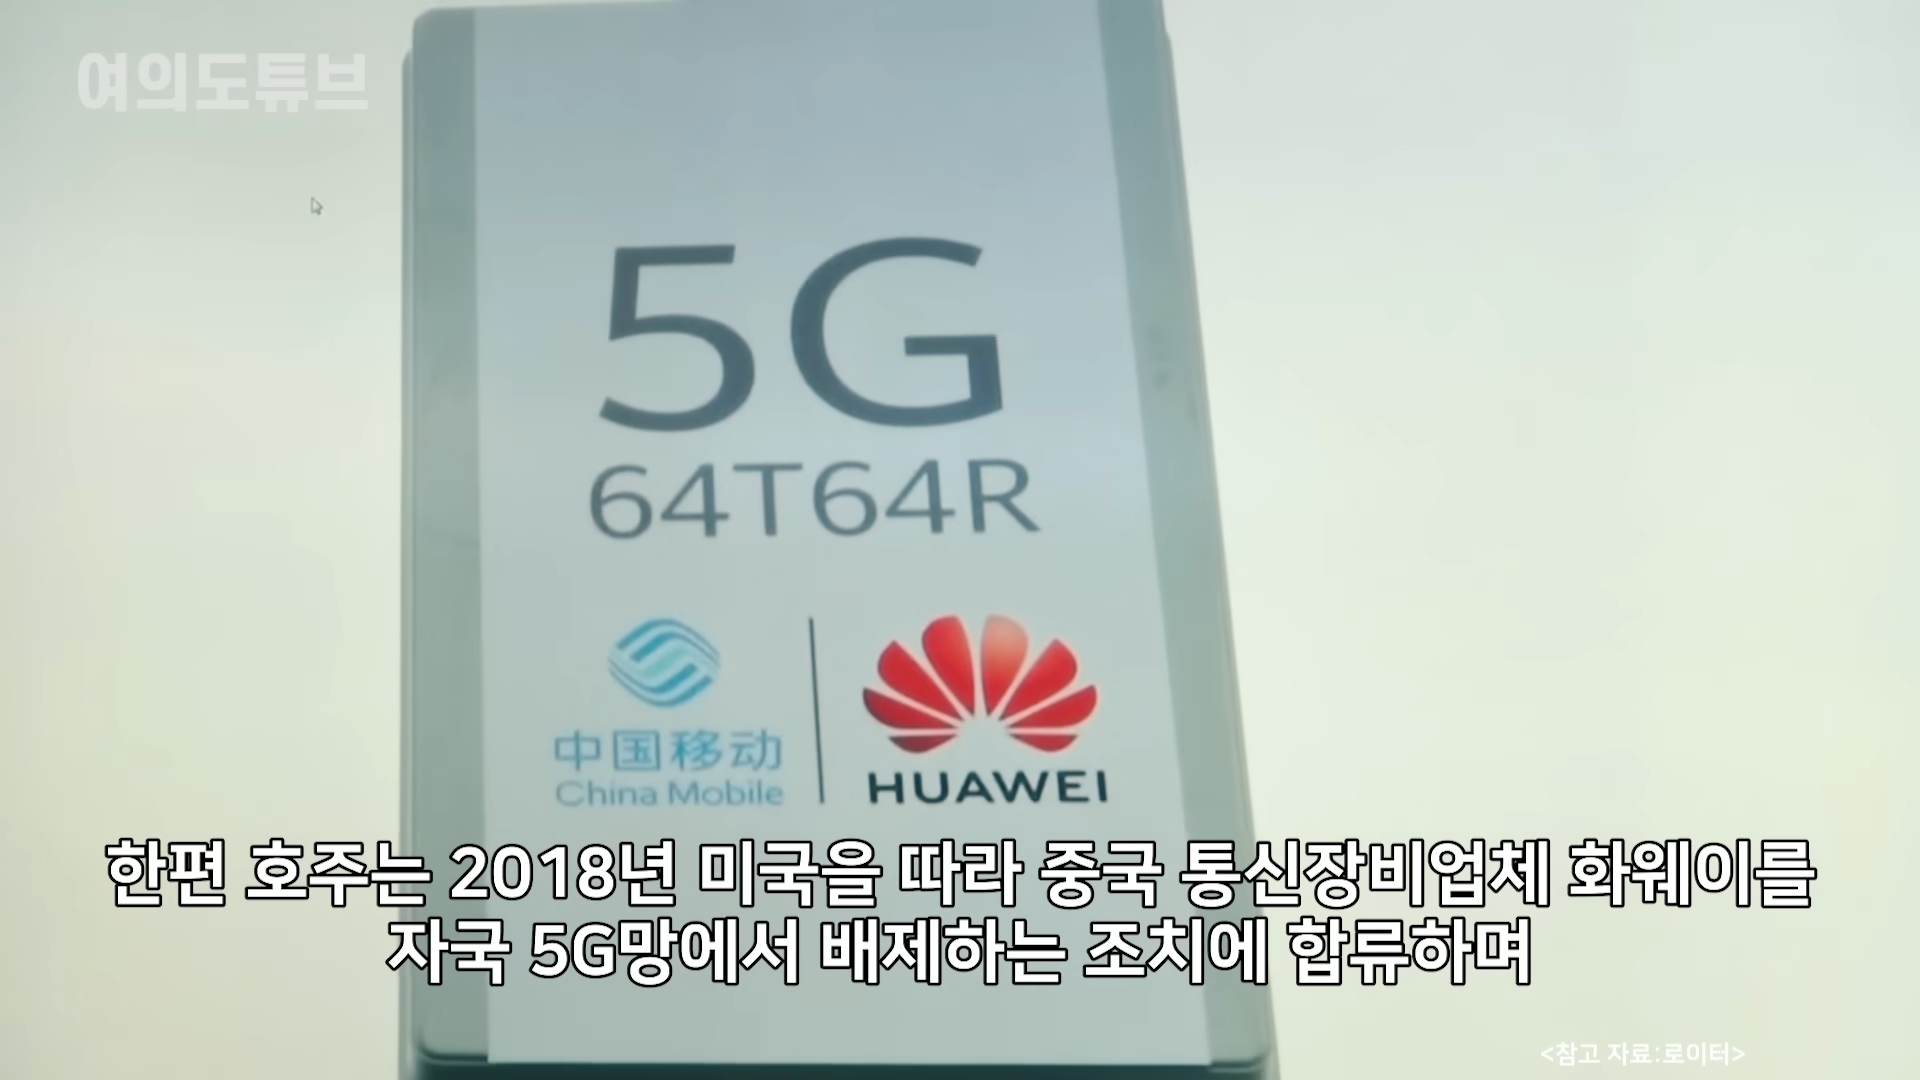 여의도튜브
5G
64T64R
中国移动
China Mobile
HUAWEI
한편 호주는 2018년 미국을 따라 중국 통신장비업체 화웨이를
자국 5G망에서 배제하는 조치에 합류하며
<참고 자료:로이터>